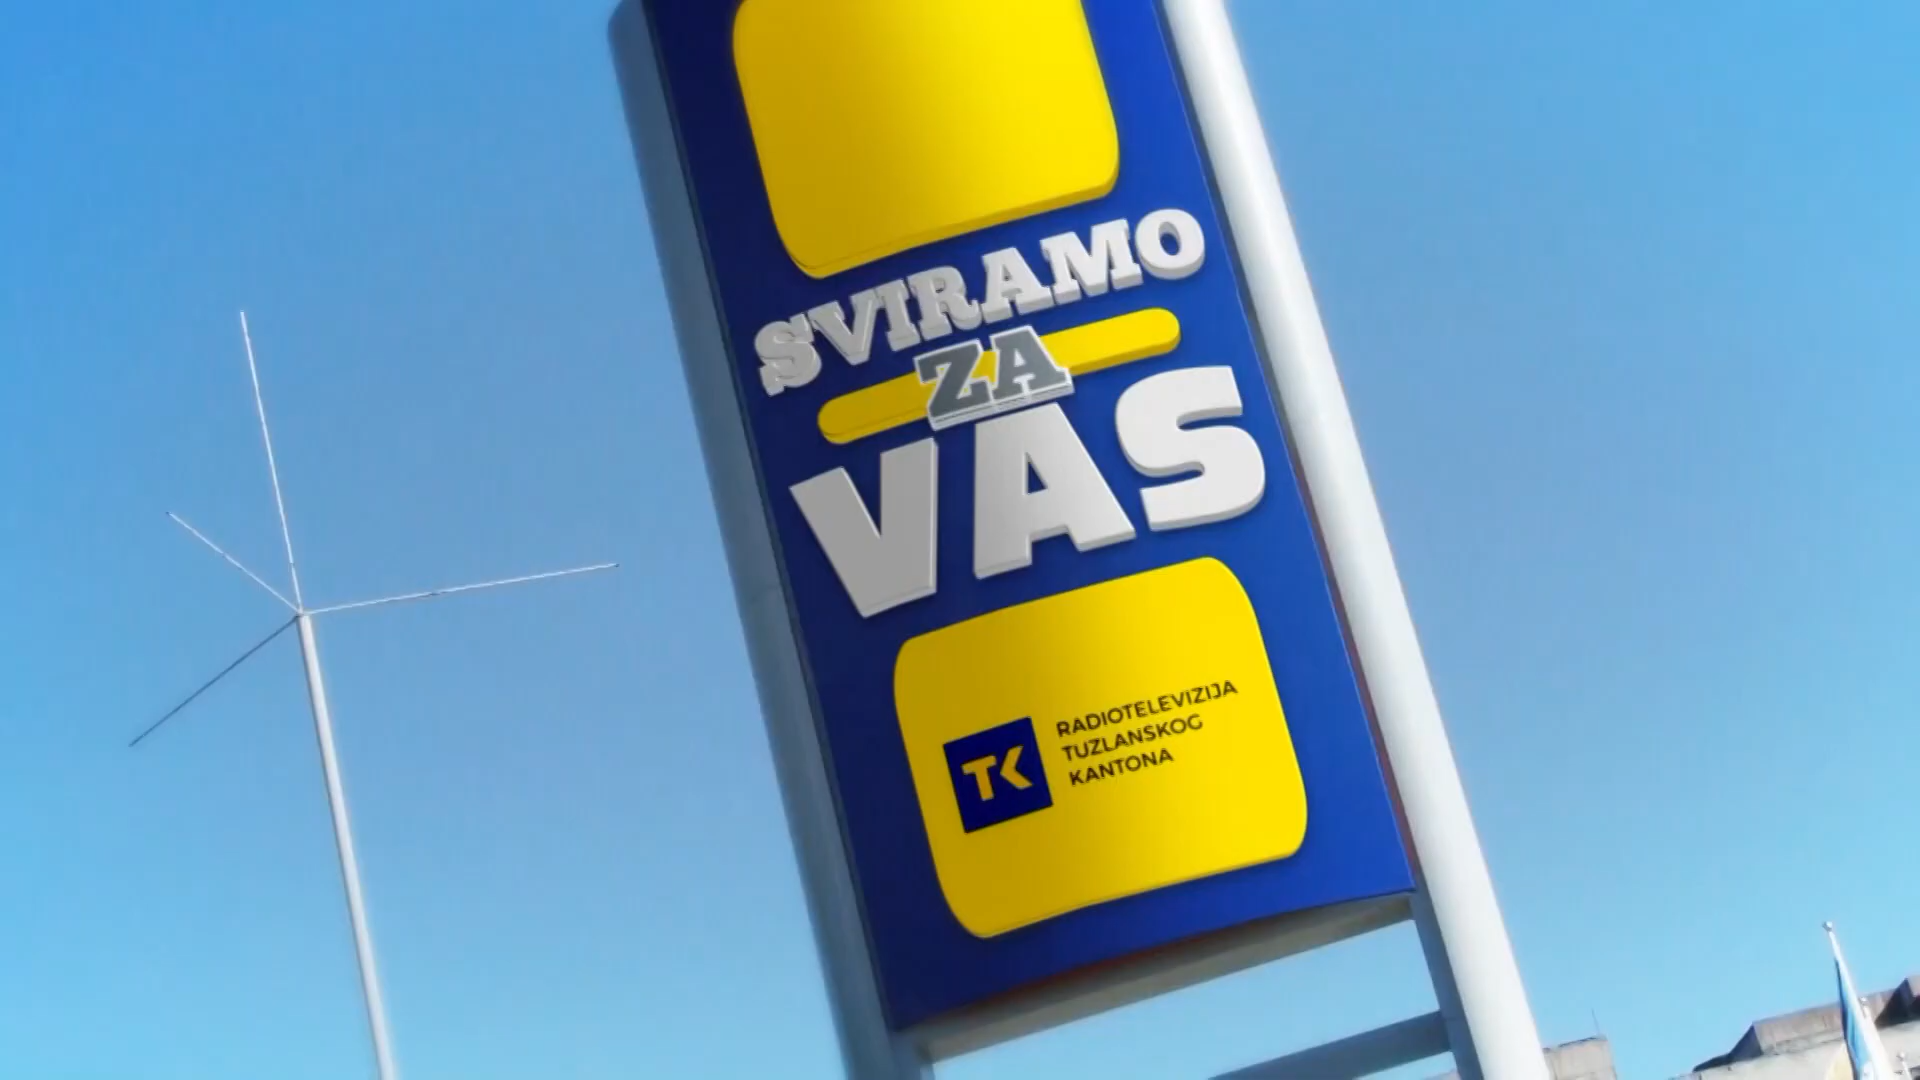 SVIRAMO
ZA
VAS
TK
RADIOTELEVIZIJA
TUZLANSKOG
KANTONA